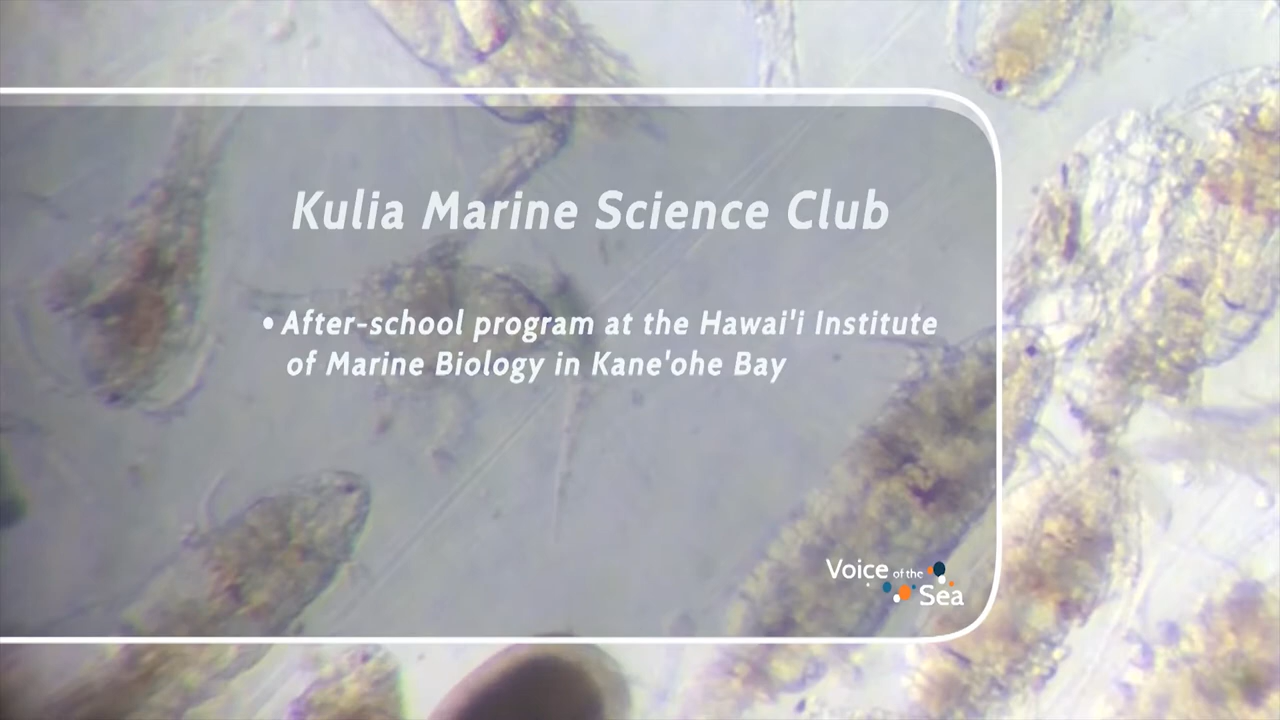 Kulia Marine Science Club
• After-school program at the Hawai'i Institute
of Marine Biology in Kane'ohe Bay
Voice of the
Sea